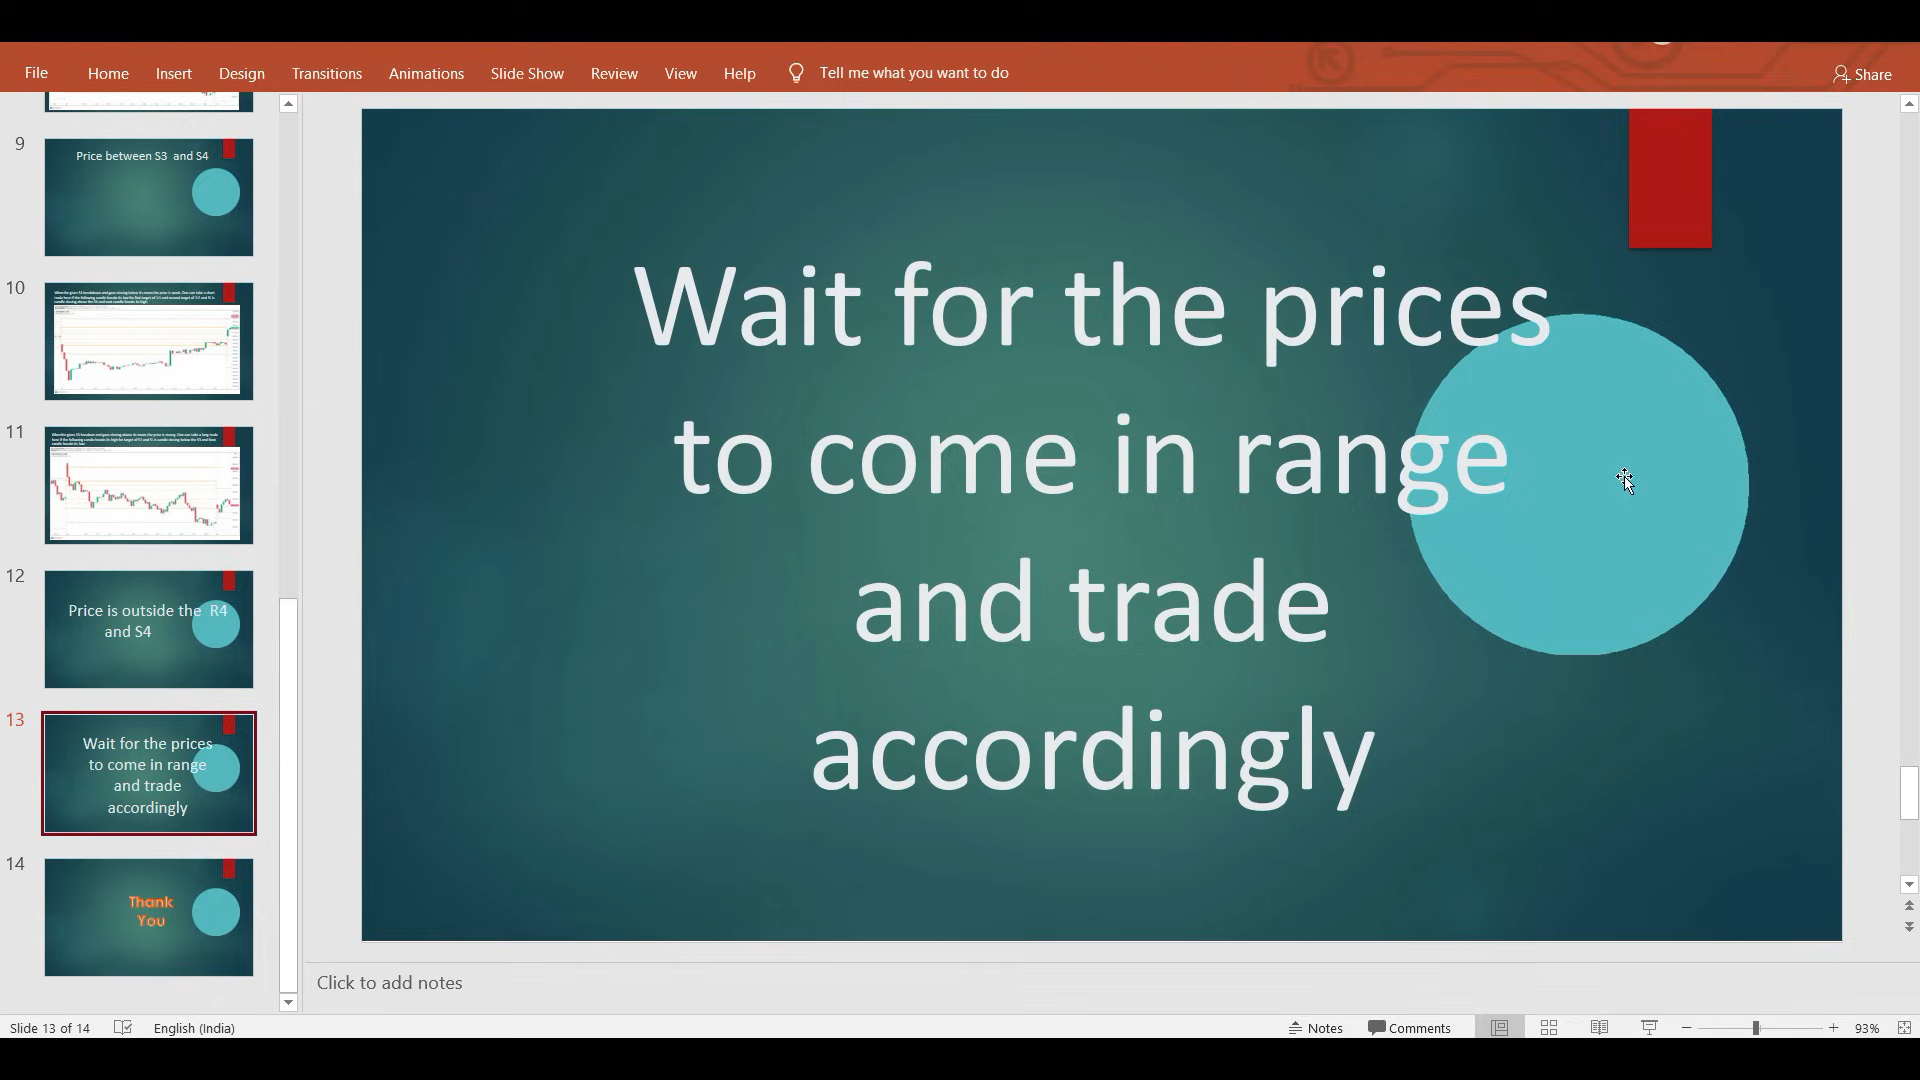 File Home Insert Design Transitions Animations Slide Show Review View Help Tell me what you want to do Share
9
Price between S3 and S4
10
11
12
Price is outside the R4
and S4
13
Wait for the prices
to come in range
and trade
accordingly
14
Thank
You
Wait for the prices
to come in range
and trade
accordingly
Click to add notes
Slide 13 of 14 English (India) Notes Comments 93%